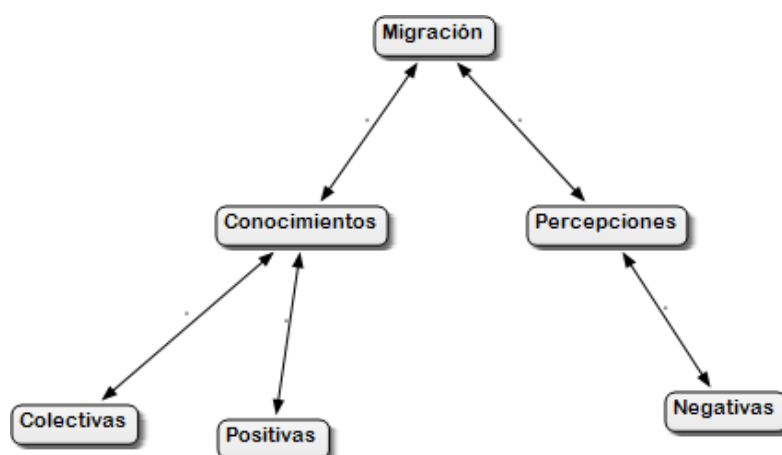 Migración
Conocimientos
Percepciones
Colectivas
Positivas
Negativas